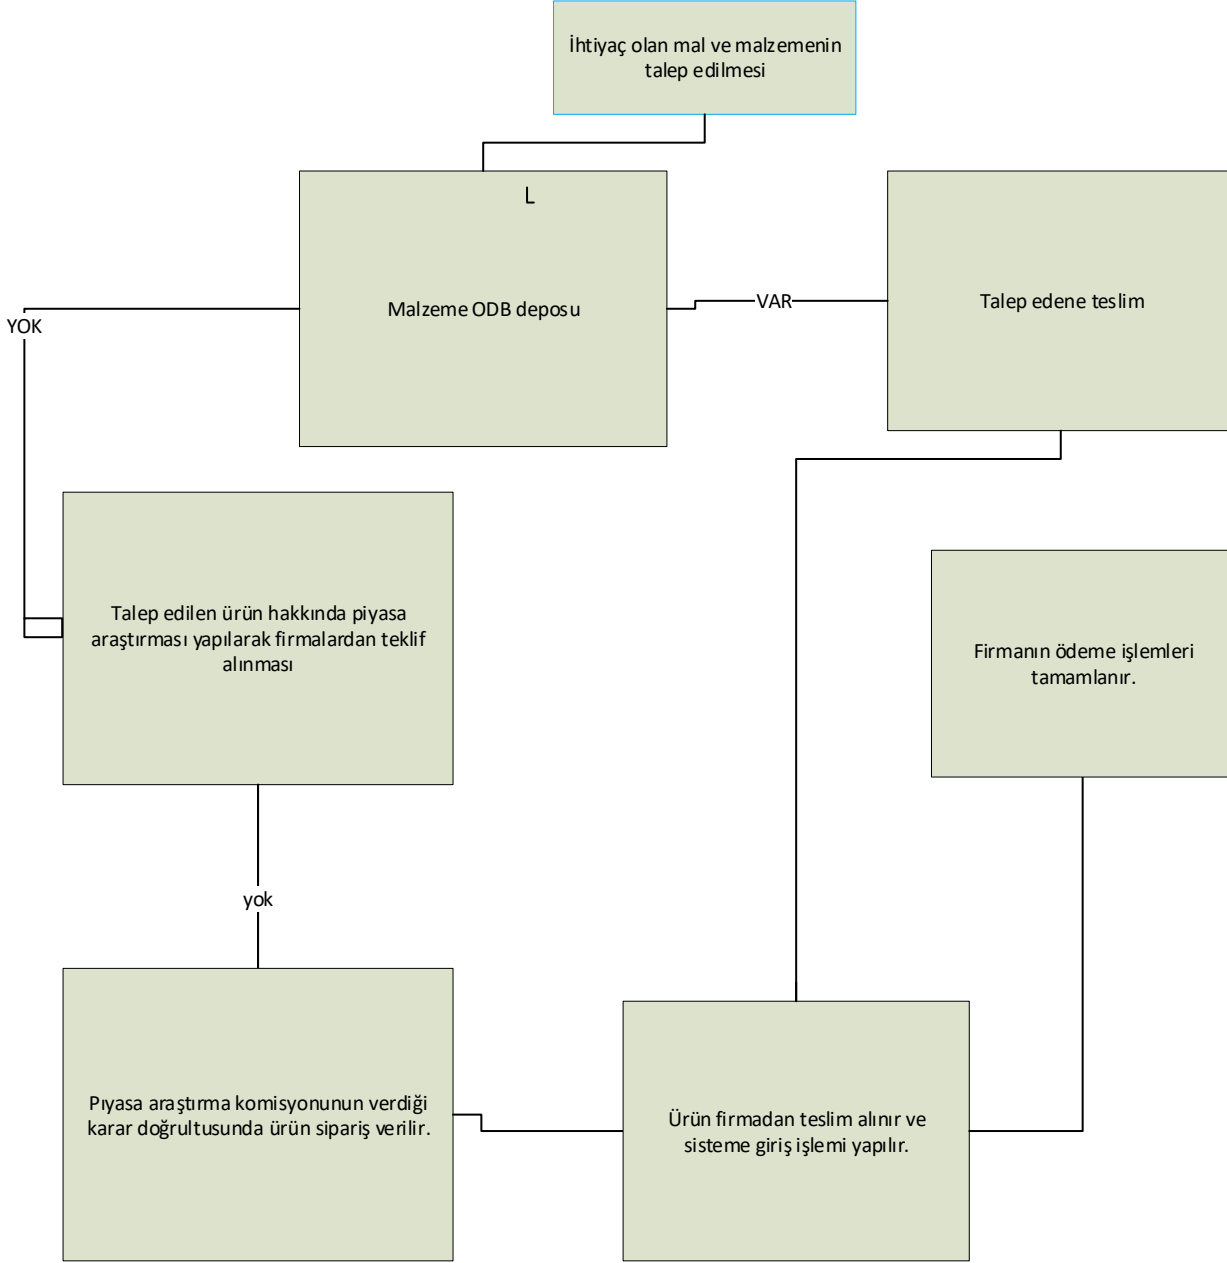 İhtiyaç olan mal ve malzemenin
talep edilmesi
L
Malzeme ODB deposu
VAR
Talep edene teslim
YOK
Talep edilen ürün hakkında piyasa
araştırması yapılarak firmalardan teklif
alınması
Firmanın ödeme işlemleri
tamamlanır.
yok
Pıyasa araştırma komisyonunun verdiği
karar doğrultusunda ürün sipariş verilir.
Ürün firmadan teslim alınır ve
sisteme giriş işlemi yapılır.